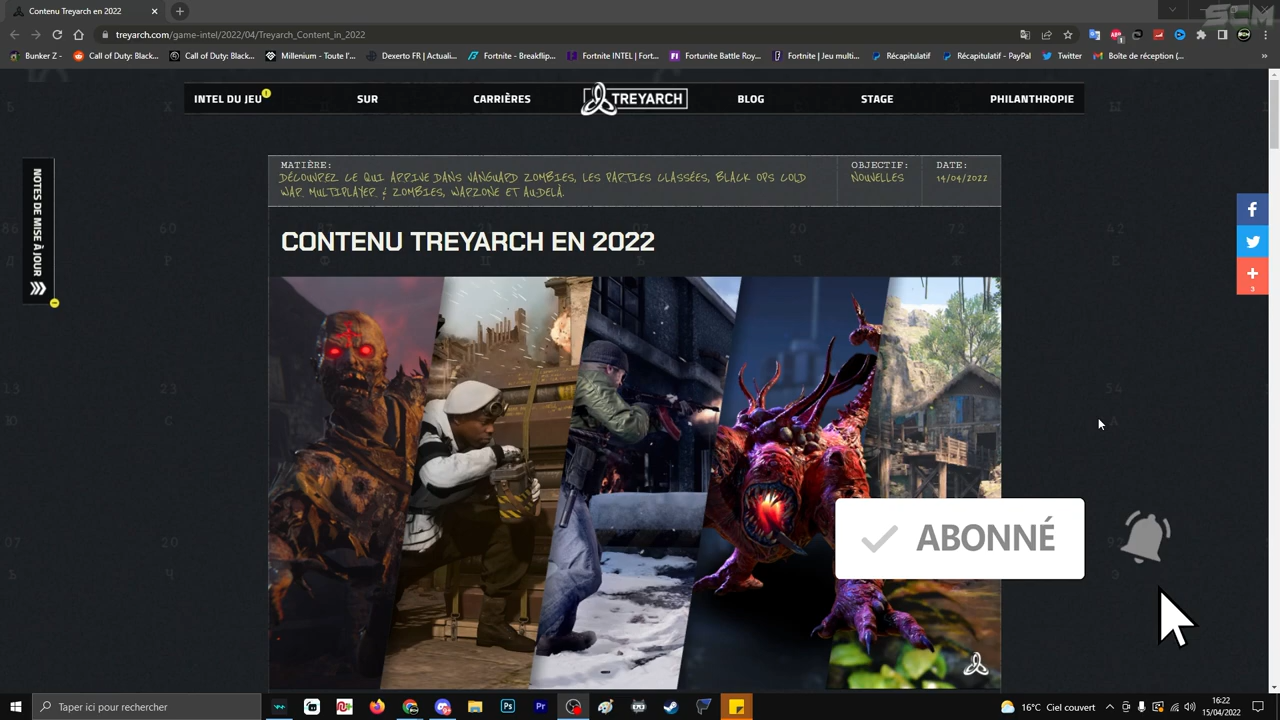 Contenu Treyarch en 2022
SCM
treyarch.com/game-intel/2022/04/Treyarch_Content_in_2022
Bunker Z -
Call of Duty: Black...
Call of Duty: Black...
Millenium - Toute l'...
Dexerto FR | Actuali...
Fortnite - Breakflip...
Fortnite INTEL | Fort...
Fortunite Battle Roy...
Fortnite | Jeu multi...
Récapitulatif
Récapitulatif - PayPal
Twitter
Boîte de réception (...
INTEL DU JEU
SUR
CARRIÈRES
TREYARCH
BLOG
STAGE
PHILANTHROPIE
NOTES DE MISE À JOUR
MATIÈRE:
DÉCOUVREZ CE QUI ARRIVE DANS VANGUARD ZOMBIES, LES PARTIES CLASSÉES, BLACK OPS COLD
WAR MULTIPLAYER & ZOMBIES, WARZONE ET AU-DELÀ.
OBJECTIF:
NOUVELLES
DATE:
14/04/2022
CONTENU TREYARCH EN 2022
3
ABONNÉ
Taper ici pour rechercher
16°C Ciel couvert
16:22
15/04/2022